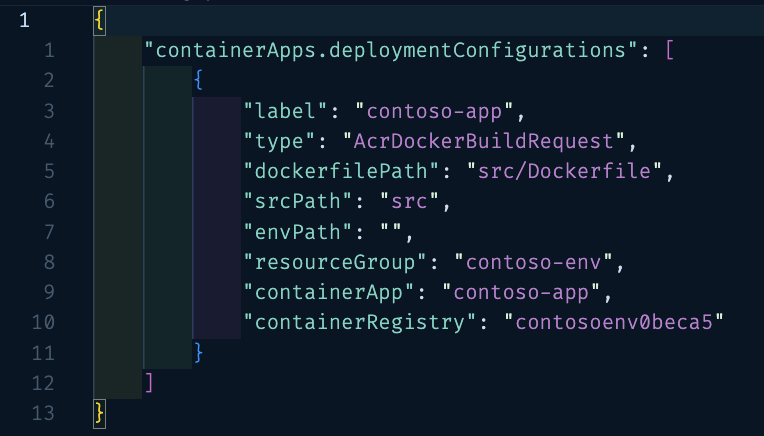 1 {
1 "containerApps.deploymentConfigurations": [
2 {
3 "label": "contoso-app",
4 "type": "AcrDockerBuildRequest",
5 "dockerfilePath": "src/Dockerfile",
6 "srcPath": "src",
7 "envPath": "",
8 "resourceGroup": "contoso-env",
9 "containerApp": "contoso-app",
10 "containerRegistry": "contosoenv0beca5"
11 }
12 ]
13 }